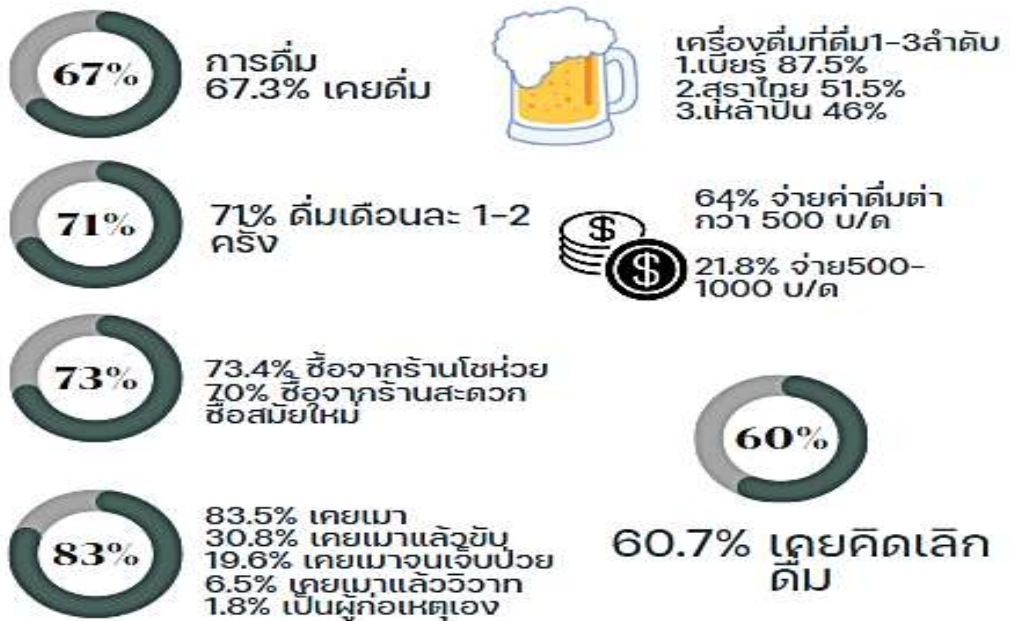 67%
การดื่ม
67.3% เคยดื่ม
เครื่องดื่มที่ดื่ม1-3ลำดับ
1.เบียร์ 87.5%
2.สุราไทย 51.5%
3.เหล้าปั่น 46%
71%
71% ดื่มเดือนละ 1-2
ครั้ง
$
$
64% จ่ายค่าดื่มต่ำ
กว่า 500 บ/ด
21.8% จ่าย500-
1000 บ/ด
73%
73.4% ซื้อจากร้านโชห่วย
70% ซื้อจากร้านสะดวก
ซื้อสมัยใหม่
60%
60.7% เคยคิดเลิก
ดื่ม
83%
83.5% เคยเมา
30.8% เคยเมาแล้วขับ
19.6% เคยเมาจนเจ็บป่วย
6.5% เคยเมาแล้ววิวาท
1.8% เป็นผู้ก่อเหตุเอง